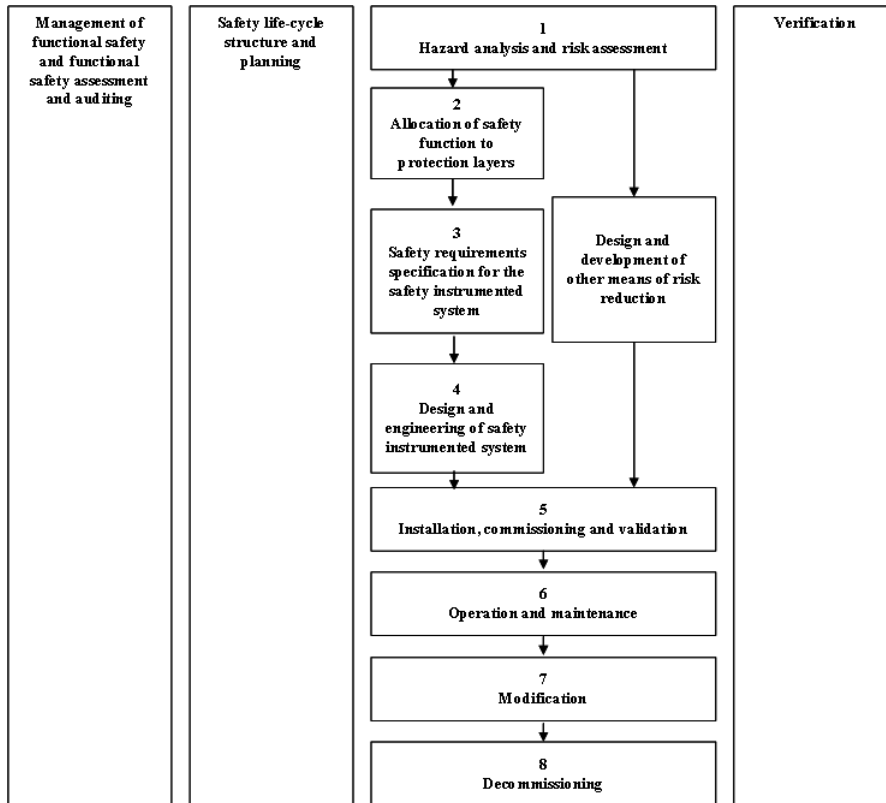 Management of
functional safety
and functional
safety assessment
and auditing
Safety life-cycle
structure and
planning
1
Hazard analysis and risk assessment
2
Allocation of safety
function to
protection layers
3
Safety requirements
specification for the
safety instrumented
system
Design and
development of
other means of risk
reduction
4
Design and
engineering of safety
instrumented system
5
Installation, commissioning and validation
6
Operation and maintenance
7
Modification
8
Decommissioning
Verification